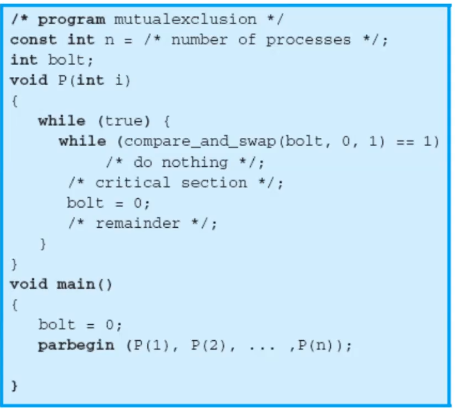 /* program mutualexclusion */
const int n = /* number of processes */;
int bolt;
void P(int i)
{
while (true) {
while (compare_and_swap(bolt, 0, 1) == 1)
/* do nothing */;
/* critical section */;
bolt = 0;
/* remainder */;
}
}
void main()
{
bolt = 0;
parbegin (P(1), P(2), ... ,P(n));
}